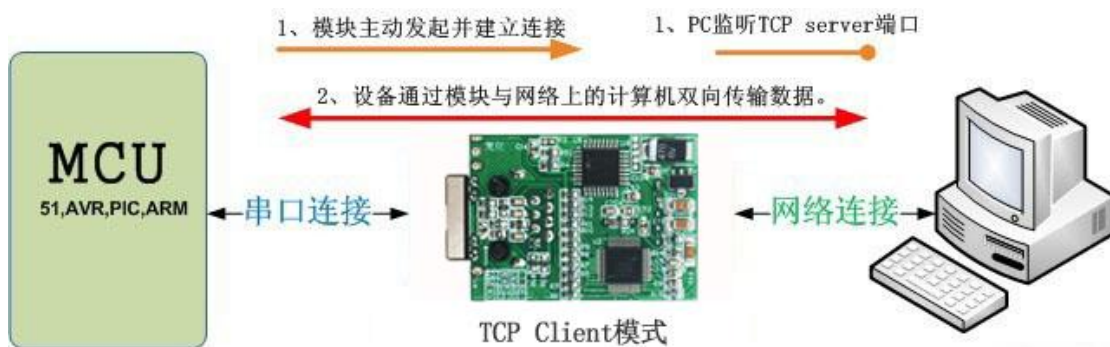 1、模块主动发起并建立连接
1、PC监听TCP server端口
2、设备通过模块与网络上的计算机双向传输数据。
MCU
51,AVR,PIC,ARM
串口连接
网络连接
TCP Client模式